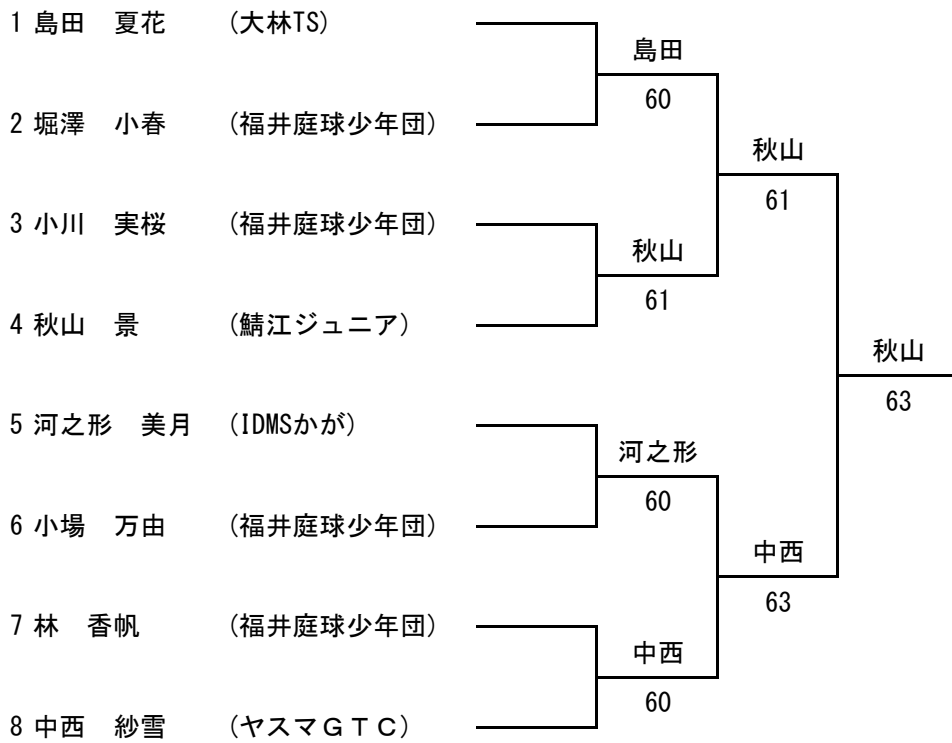 1 島田　夏花　（大林TS）
島田
60
2 堀澤　小春　（福井庭球少年団）
秋山
61
3 小川　実桜　（福井庭球少年団）
秋山
61
4 秋山　景　（鯖江ジュニア）
秋山
63
5 河之形　美月　（IDMSかが）
河之形
60
6 小場　万由　（福井庭球少年団）
中西
63
7 林　香帆　（福井庭球少年団）
中西
60
8 中西　紗雪　（ヤスマＧＴＣ）